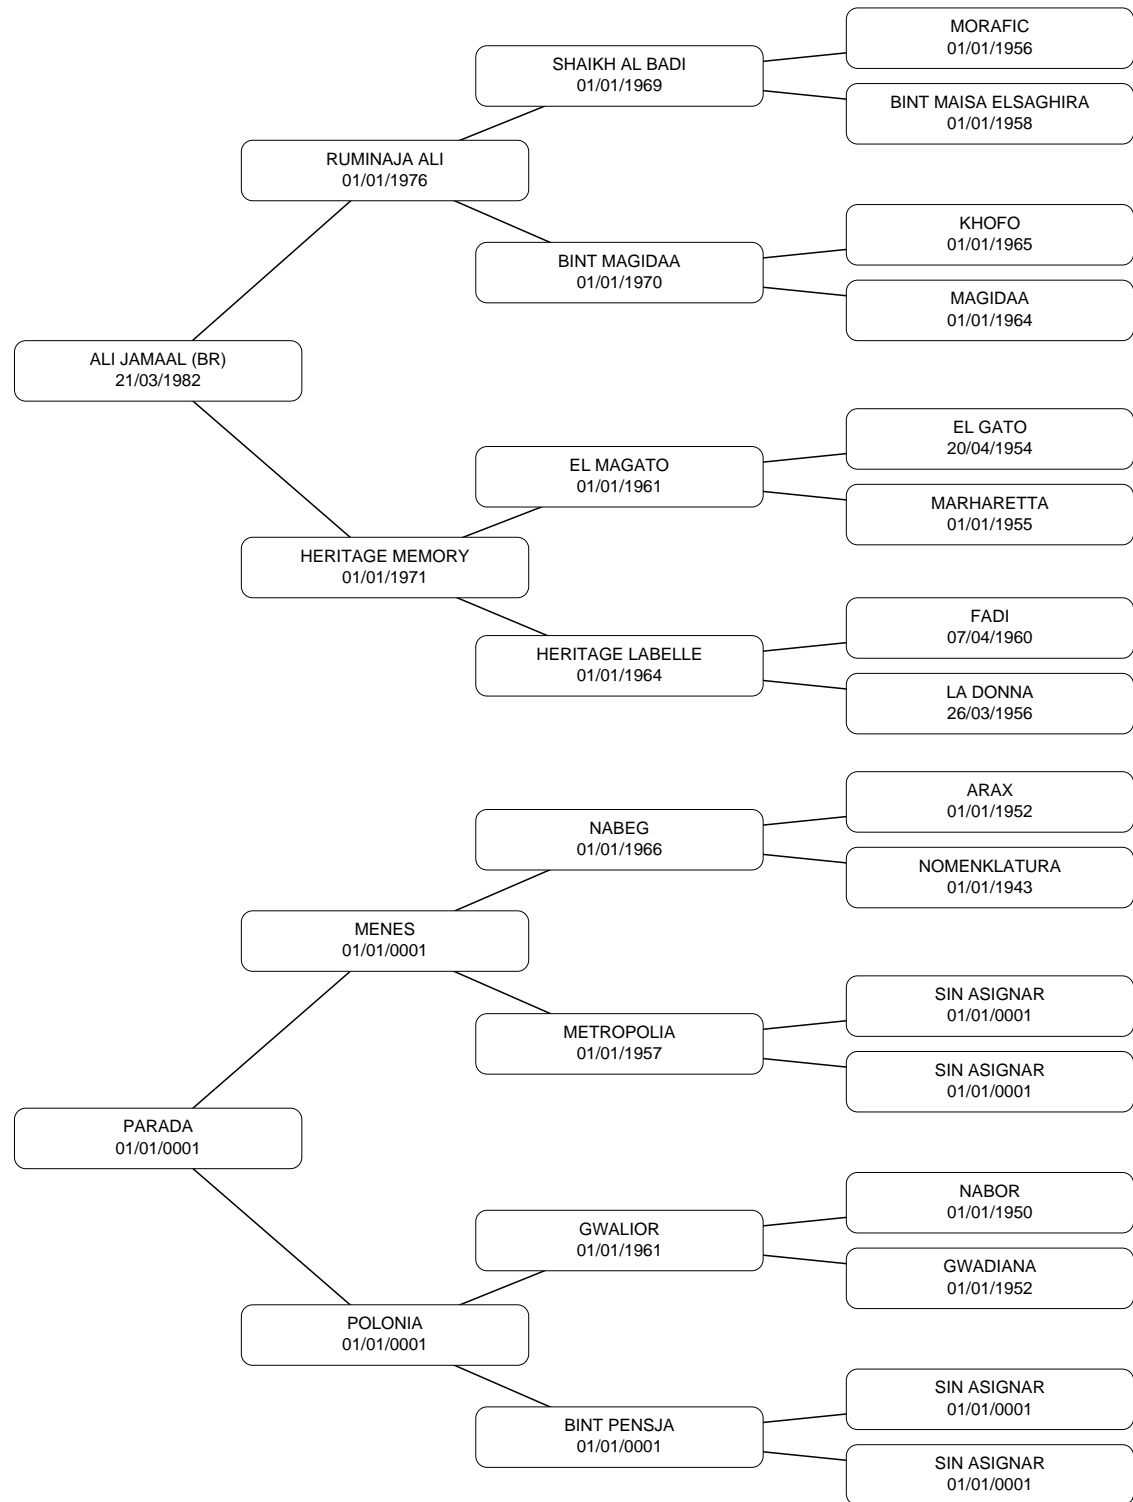 MORAFIC
01/01/1956
SHAIKH AL BADI
01/01/1969
BINT MAISA ELSAGHIRA
01/01/1958
RUMINAJA ALI
01/01/1976
KHOFO
01/01/1965
BINT MAGIDAA
01/01/1970
MAGIDAA
01/01/1964
ALI JAMAAL (BR)
21/03/1982
EL GATO
20/04/1954
EL MAGATO
01/01/1961
MARHARETTA
01/01/1955
HERITAGE MEMORY
01/01/1971
FADI
07/04/1960
HERITAGE LABELLE
01/01/1964
LA DONNA
26/03/1956
ARAX
01/01/1952
NABEG
01/01/1966
NOMENKLATURA
01/01/1943
MENES
01/01/0001
SIN ASIGNAR
01/01/0001
METROPOLIA
01/01/1957
SIN ASIGNAR
01/01/0001
PARADA
01/01/0001
NABOR
01/01/1950
GWALIOR
01/01/1961
GWADIANA
01/01/1952
POLONIA
01/01/0001
SIN ASIGNAR
01/01/0001
BINT PENSJA
01/01/0001
SIN ASIGNAR
01/01/0001